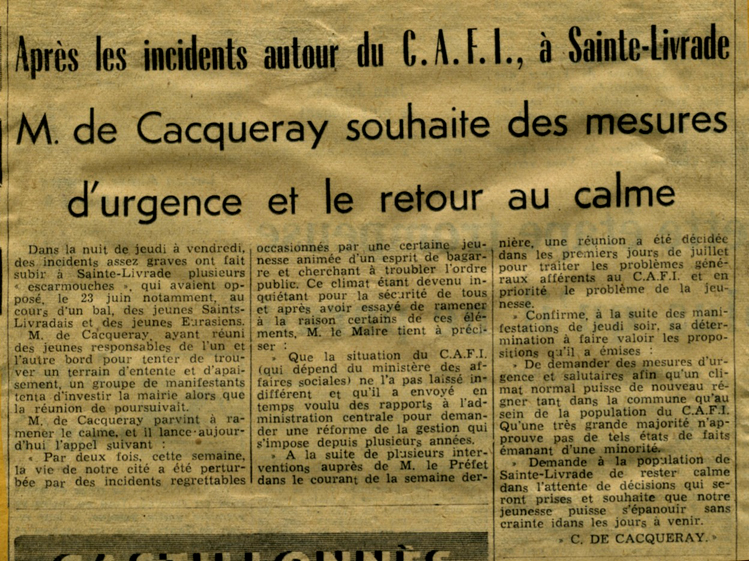 Après les incidents autour du C.A.F.I., à Sainte-Livrade
M. de Cacqueray souhaite des mesures
d'urgence et le retour au calme
Dans la nuit de jeudi à vendredi,
des incidents assez graves ont fait
subir à Sainte-Livrade plusieurs
« escarmouches », qui avaient op-
posé, le 23 juin notamment, au
cours d'un bal, des jeunes Saints-
Livradais et des jeunes Eurasiens.
M. de Cacqueray, ayant réuni
des jeunes responsables de l'un et
l'autre bord pour tenter de trou-
ver un terrain d'entente et d'apai-
sement, un groupe de manifestants
tenta d'investir la mairie alors que
la réunion de poursuivait.
M. de Cacqueray parvint à ra-
mener le calme, et il lance aujour-
d'hui l'appel suivant :
« Par deux fois, cette semaine,
la vie de notre cité a été pertur-
bée par des incidents regrettables
occasionnés par une certaine jeu-
nesse animée d'un esprit de bagar-
re et cherchant à troubler l'ordre
public. Ce climat étant devenu in-
quiétant pour la sécurité de tous
et après avoir essayé de ramener
à la raison certains de ces élé-
ments, M. le Maire tient à préci-
ser :
» Que la situation du C.A.F.I.
(qui dépend du ministère des af-
faires sociales) ne l'a pas laissé in-
différent et qu'il a envoyé en
temps voulu des rapports à l'ad-
ministration centrale pour deman-
der une réforme de la gestion qui
s'impose depuis plusieurs années.
» A la suite de plusieurs inter-
ventions auprès de M. le Préfet
dans le courant de la semaine der-
nière, une réunion a été décidée
dans les premiers jours de juillet
pour traiter les problèmes géné-
raux afférents au C.A.F.I. et en
priorité le problème de la jeu-
nesse.
» Confirme, à la suite des mani-
festations de jeudi soir, sa déter-
mination à faire valoir les propo-
sitions qu'il a émises :
» De demander des mesures d'ur-
gence et salutaires afin qu'un cli-
mat normal puisse de nouveau ré-
gner tant dans la commune qu'au
sein de la population du C.A.F.I.
Qu'une très grande majorité n'ap-
prouve pas de tels états de faits
émanant d'une minorité.
» Demande à la population de
Sainte-Livrade de rester calme
dans l'attente de décisions qui se-
ront prises et souhaite que notre
jeunesse puisse s'épanouir sans
crainte idans les jours à venir.
» C. DE CACQUERAY. »
CASTILLONNÈS